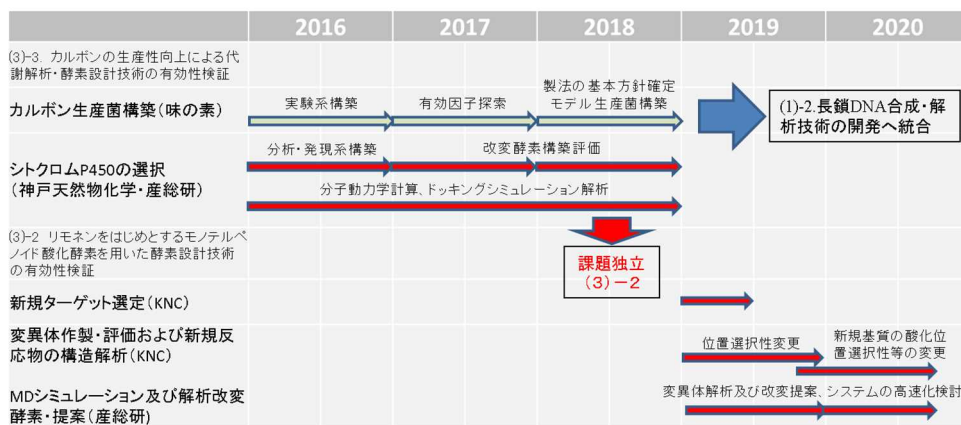 2016 2017 2018 2019 2020
(3)-3. カルボンの生産性向上による代
謝解析・酵素設計技術の有効性検証
カルボン生産菌構築(味の素)
実験系構築
有効因子探索
製法の基本方針確定
モデル生産菌構築
(1)-2.長鎖DNA合成・解
析技術の開発へ統合
シトクロムP450の選択
(神戸天然物化学・産総研)
分析・発現系構築
改変酵素構築評価
分子動力学計算、ドッキングシミュレーション解析
(3)-2 リモネンをはじめとするモノテルペ
ノイド酸化酵素を用いた酵素設計技術
の有効性検証
課題独立
(3)-2
新規ターゲット選定(KNC)
変異体作製・評価および新規反
応物の構造解析(KNC)
位置選択性変更
新規基質の酸化位
置選択性等の変更
MDシミュレーション及び解析改変
酵素・提案(産総研)
変異体解析及び改変提案、システムの高速化検討